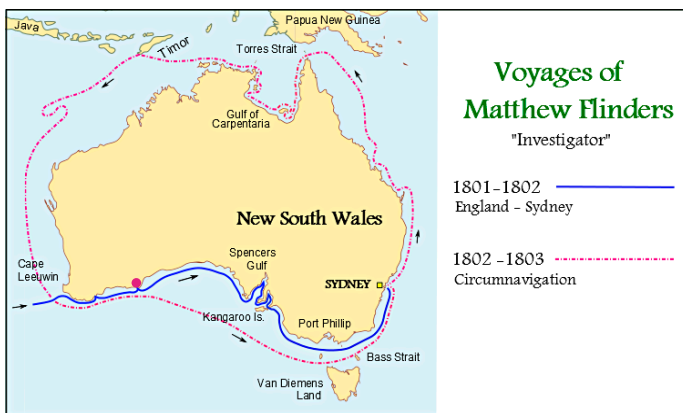 Java
Timor
Papua New Guinea
Torres Strait
Gulf of
Carpentaria
New South Wales
Cape
Leeuwin
Spencers
Gulf
SYDNEY
Kangaroo Is.
Port Phillip
Bass Strait
Van Diemens
Land
Voyages of
Matthew Flinders
"Investigator"
1801-1802
England - Sydney
1802 -1803
Circumnavigation